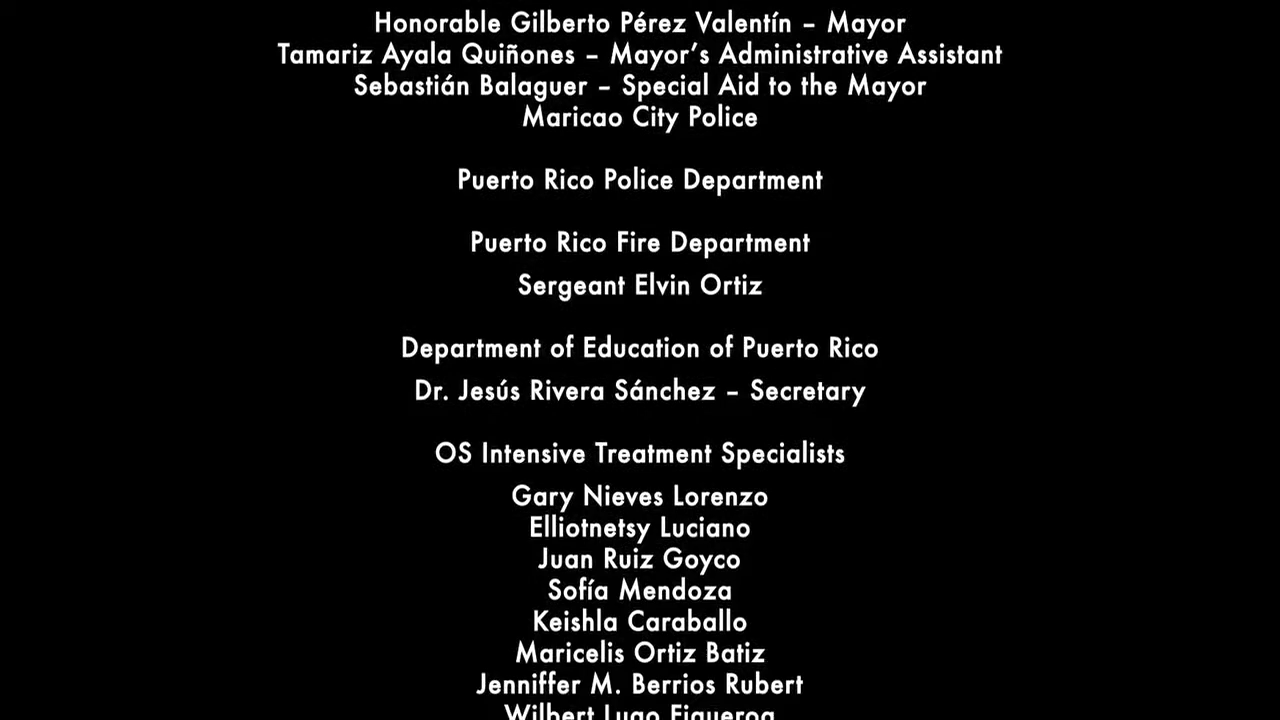 Honorable Gilberto Pérez Valentín – Mayor
Tamariz Ayala Quiñones – Mayor's Administrative Assistant
Sebastián Balaguer – Special Aid to the Mayor
Maricao City Police
Puerto Rico Police Department
Puerto Rico Fire Department
Sergeant Elvin Ortiz
Department of Education of Puerto Rico
Dr. Jesús Rivera Sánchez – Secretary
OS Intensive Treatment Specialists
Gary Nieves Lorenzo
Elliotnetsy Luciano
Juan Ruiz Goyco
Sofía Mendoza
Keishla Caraballo
Maricelis Ortiz Batiz
Jenniffer M. Berrios Rubert
Wilbert Lugo Figueroa